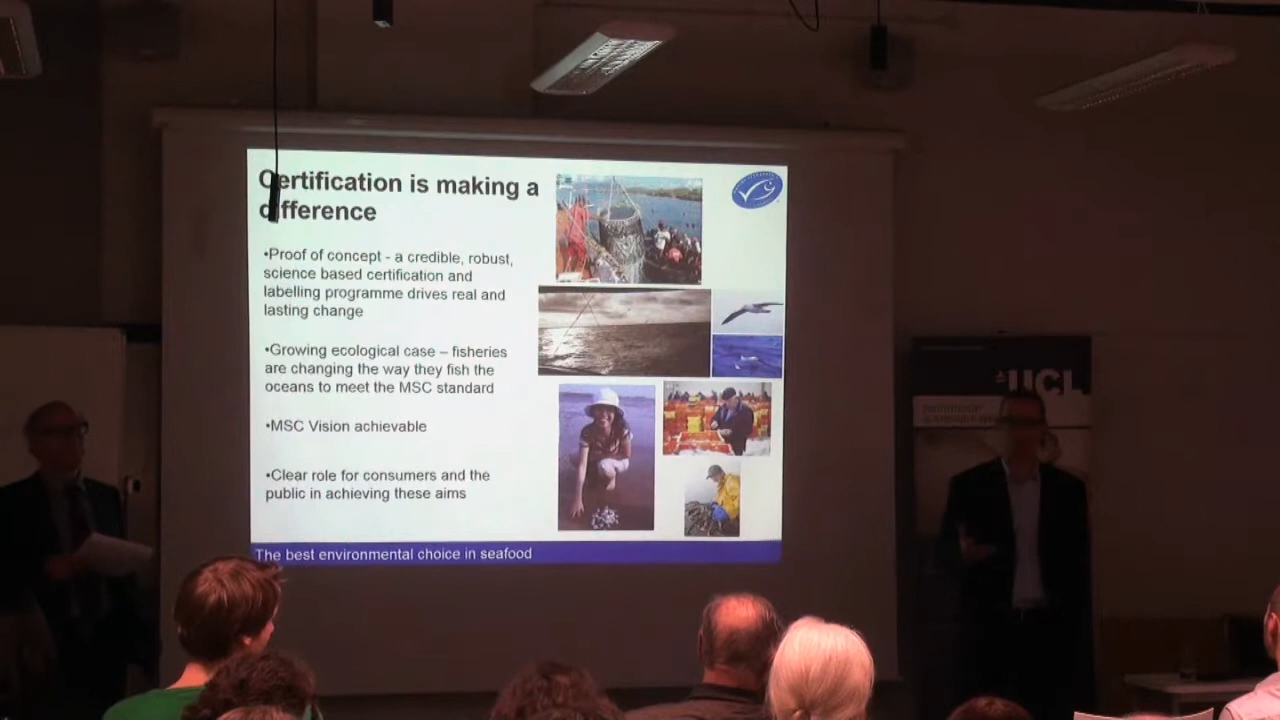 Certification is making a
difference
•Proof of concept - a credible, robust,
science based certification and
labelling programme drives real and
lasting change
•Growing ecological case – fisheries
are changing the way they fish the
oceans to meet the MSC standard
•MSC Vision achievable
•Clear role for consumers and the
public in achieving these aims
The best environmental choice in seafood
UCL